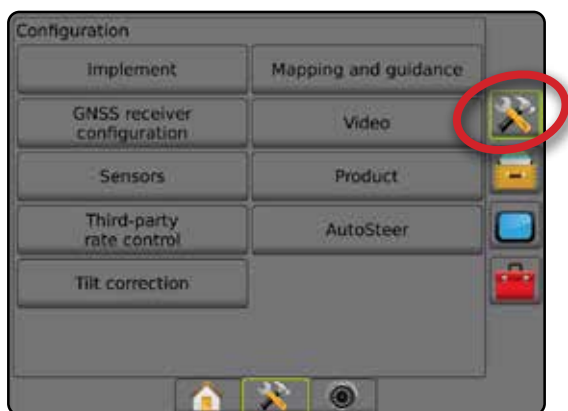 Configuration
Implement
Mapping and guidance
GNSS receiver
configuration
Video
Sensors
Product
Third-party
rate control
AutoSteer
Tilt correction